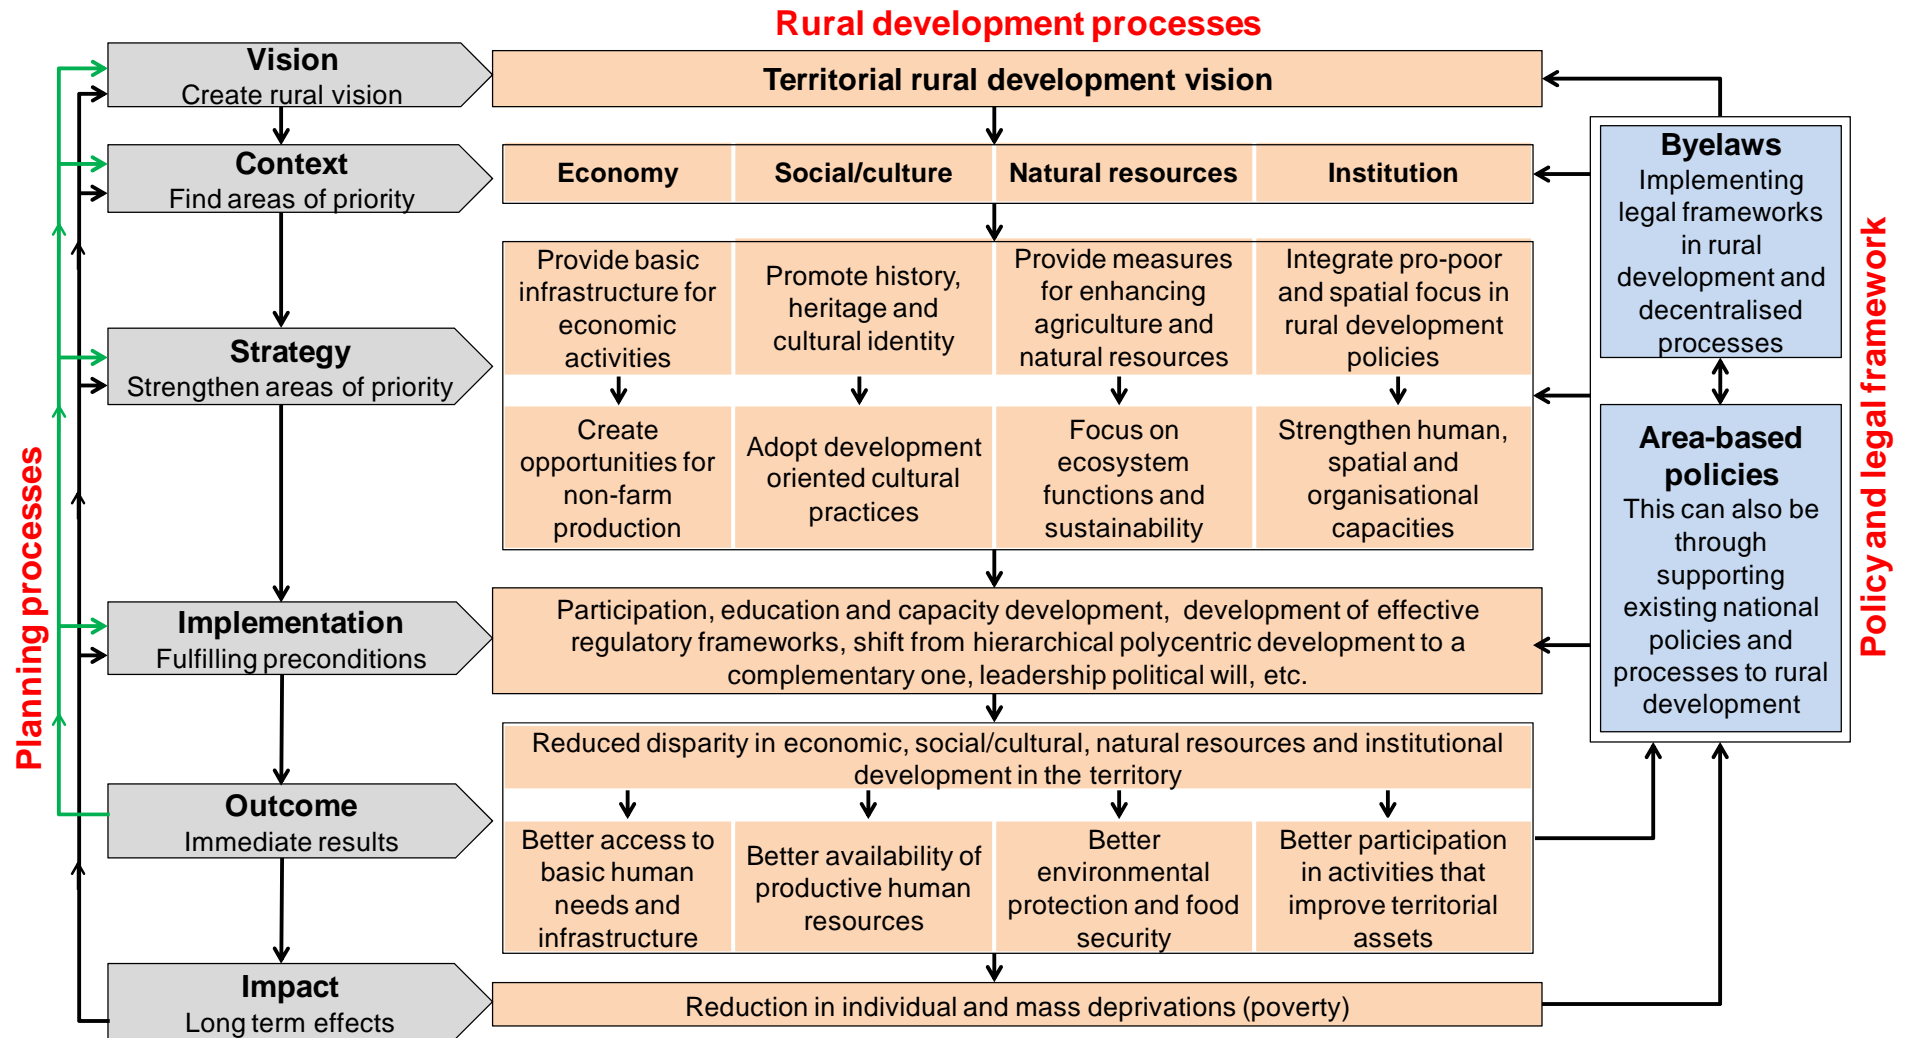 Rural development processes
Planning processes
Policy and legal framework
Vision
Create rural vision
Territorial rural development vision
Context
Find areas of priority
Economy
Social/culture
Natural resources
Institution
Strategy
Strengthen areas of priority
Provide basic
infrastructure for
economic
activities
Promote history,
heritage and
cultural identity
Provide measures
for enhancing
agriculture and
natural resources
Integrate pro-poor
and spatial focus in
rural development
policies
Create
opportunities for
non-farm
production
Adopt development
oriented cultural
practices
Focus on
ecosystem
functions and
sustainability
Strengthen human,
spatial and
organisational
capacities
Implementation
Fulfilling preconditions
Participation, education and capacity development, development of effective
regulatory frameworks, shift from hierarchical polycentric development to a
complementary one, leadership political will, etc.
Outcome
Immediate results
Reduced disparity in economic, social/cultural, natural resources and institutional
development in the territory
Better access to
basic human
needs and
infrastructure
Better availability of
productive human
resources
Better
environmental
protection and food
security
Better participation
in activities that
improve territorial
assets
Impact
Long term effects
Reduction in individual and mass deprivations (poverty)
Byelaws
Implementing
legal frameworks
in rural
development and
decentralised
processes
Area-based
policies
This can also be
through
supporting
existing national
policies and
processes to rural
development